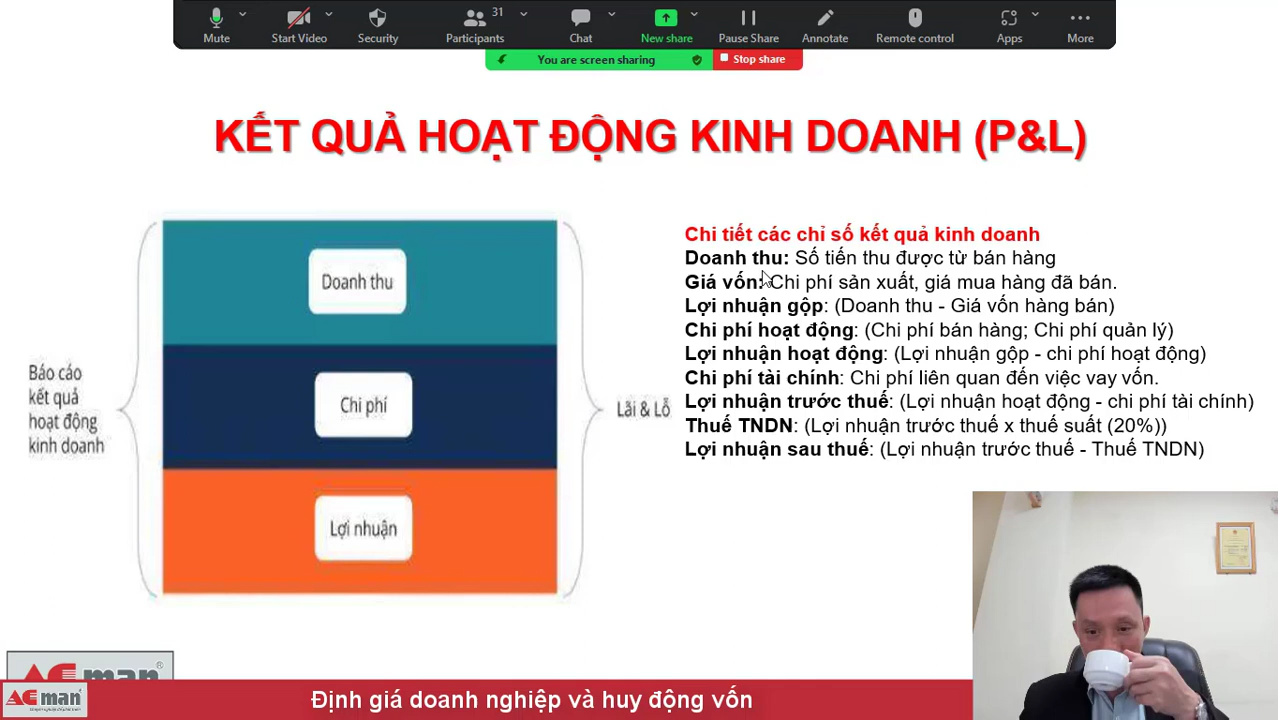 Mute
Start Video
Security
Participants
31
Chat
New share
Pause Share
Annotate
Remote control
Apps
More
You are screen sharing
Stop share
KẾT QUẢ HOẠT ĐỘNG KINH DOANH (P&L)
Báo cáo
kết quả
hoạt động
kinh doanh
Doanh thu
Chi phí
Lợi nhuận
Lãi & Lỗ
Chi tiết các chỉ số kết quả kinh doanh
Doanh thu: Số tiến thu được từ bán hàng
Giá vốn: Chi phí sản xuất, giá mua hàng đã bán.
Lợi nhuận gộp: (Doanh thu - Giá vốn hàng bán)
Chi phí hoạt động: (Chi phí bán hàng; Chi phí quản lý)
Lợi nhuận hoạt động: (Lợi nhuận gộp - chi phí hoạt động)
Chi phí tài chính: Chi phí liên quan đến việc vay vốn.
Lợi nhuận trước thuế: (Lợi nhuận hoạt động - chi phí tài chính)
Thuế TNDN: (Lợi nhuận trước thuế x thuế suất (20%))
Lợi nhuận sau thuế: (Lợi nhuận trước thuế - Thuế TNDN)
ACman
ACman
Định giá doanh nghiệp và huy động vốn